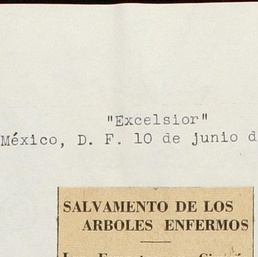 "Excelsior"
México, D. F. 10 de junio d
SALVAMENTO DE LOS
ARBOLES ENFERMOS